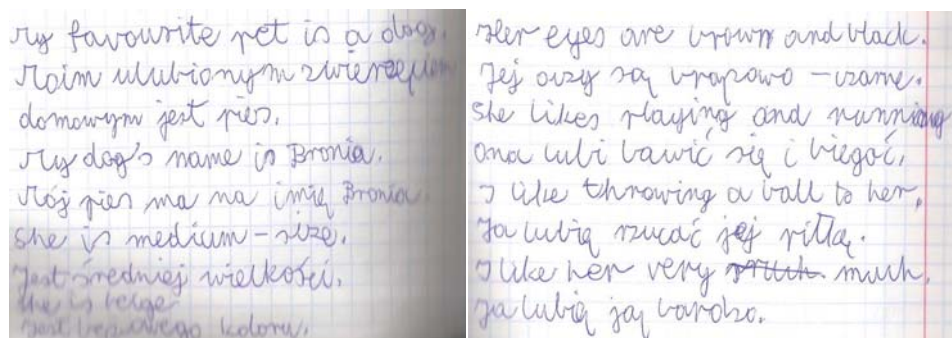 My favourite pet is a dog.
Moim ulubionym zwierzęciem
domowym jest pies.
My dog's name is Bronia.
Mój pies ma na imię Bronia.
She is medium-size.
Jest średniej wielkości.
She is beige
Jest beżowego koloru.
Her eyes are brown and black.
Jej oczy są brązowo-czarne.
She likes playing and running
Ona lubi bawić się i biegać.
I like throwing a ball to her.
Ja lubię rzucać jej piłką.
I like her very much.
Ja lubię ją bardzo.